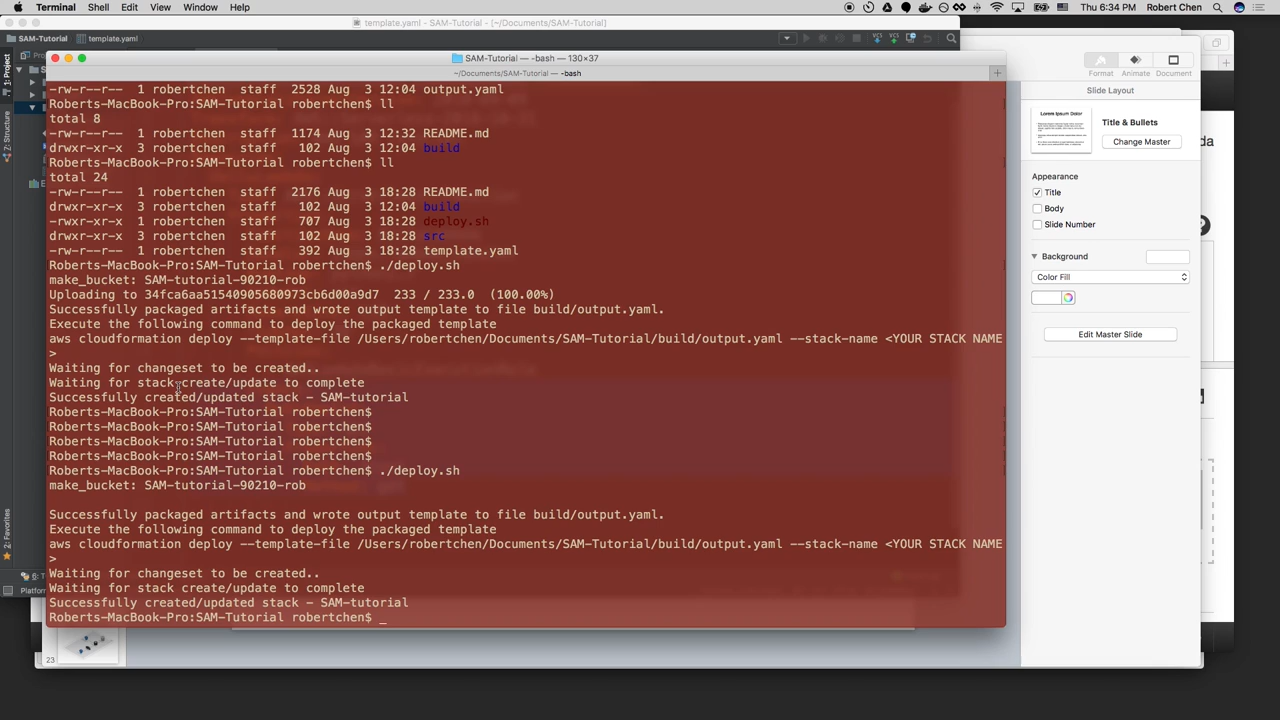 Terminal Shell Edit View Window Help Thu 6:34 PM Robert Chen
template.yaml - SAM-Tutorial - [~/Documents/SAM-Tutorial]
SAM-Tutorial template.yaml
SAM-Tutorial — -bash — 130×37
~/Documents/SAM-Tutorial — -bash
-rw-r--r-- 1 robertchen staff 2528 Aug 3 12:04 output.yaml
Roberts-MacBook-Pro:SAM-Tutorial robertchen$ ll
total 8
-rw-r--r-- 1 robertchen staff 1174 Aug 3 12:32 README.md
drwxr-xr-x 3 robertchen staff 102 Aug 3 12:04 build
Roberts-MacBook-Pro:SAM-Tutorial robertchen$ ll
total 24
-rw-r--r-- 1 robertchen staff 2176 Aug 3 18:28 README.md
drwxr-xr-x 3 robertchen staff 102 Aug 3 12:04 build
-rwxr-xr-x 1 robertchen staff 707 Aug 3 18:28 deploy.sh
drwxr-xr-x 3 robertchen staff 102 Aug 3 18:28 src
-rw-r--r-- 1 robertchen staff 392 Aug 3 18:28 template.yaml
Roberts-MacBook-Pro:SAM-Tutorial robertchen$ ./deploy.sh
make_bucket: SAM-tutorial-90210-rob
Uploading to 34fca6aa51540905680973cb6d00a9d7 233 / 233.0 (100.00%)
Successfully packaged artifacts and wrote output template to file build/output.yaml.
Execute the following command to deploy the packaged template
aws cloudformation deploy --template-file /Users/robertchen/Documents/SAM-Tutorial/build/output.yaml --stack-name <YOUR STACK NAME
>
Waiting for changeset to be created..
Waiting for stack create/update to complete
Successfully created/updated stack - SAM-tutorial
Roberts-MacBook-Pro:SAM-Tutorial robertchen$
Roberts-MacBook-Pro:SAM-Tutorial robertchen$
Roberts-MacBook-Pro:SAM-Tutorial robertchen$
Roberts-MacBook-Pro:SAM-Tutorial robertchen$
Roberts-MacBook-Pro:SAM-Tutorial robertchen$ ./deploy.sh
make_bucket: SAM-tutorial-90210-rob
Successfully packaged artifacts and wrote output template to file build/output.yaml.
Execute the following command to deploy the packaged template
aws cloudformation deploy --template-file /Users/robertchen/Documents/SAM-Tutorial/build/output.yaml --stack-name <YOUR STACK NAME
>
Waiting for changeset to be created..
Waiting for stack create/update to complete
Successfully created/updated stack - SAM-tutorial
Roberts-MacBook-Pro:SAM-Tutorial robertchen$ _
1: Project
7: Structure
2: Favorites
23
Format Animate Document
Slide Layout
Lorem Ipsum Dolor
Title & Bullets
Change Master
Appearance
Title
Body
Slide Number
Background
Color Fill
Edit Master Slide